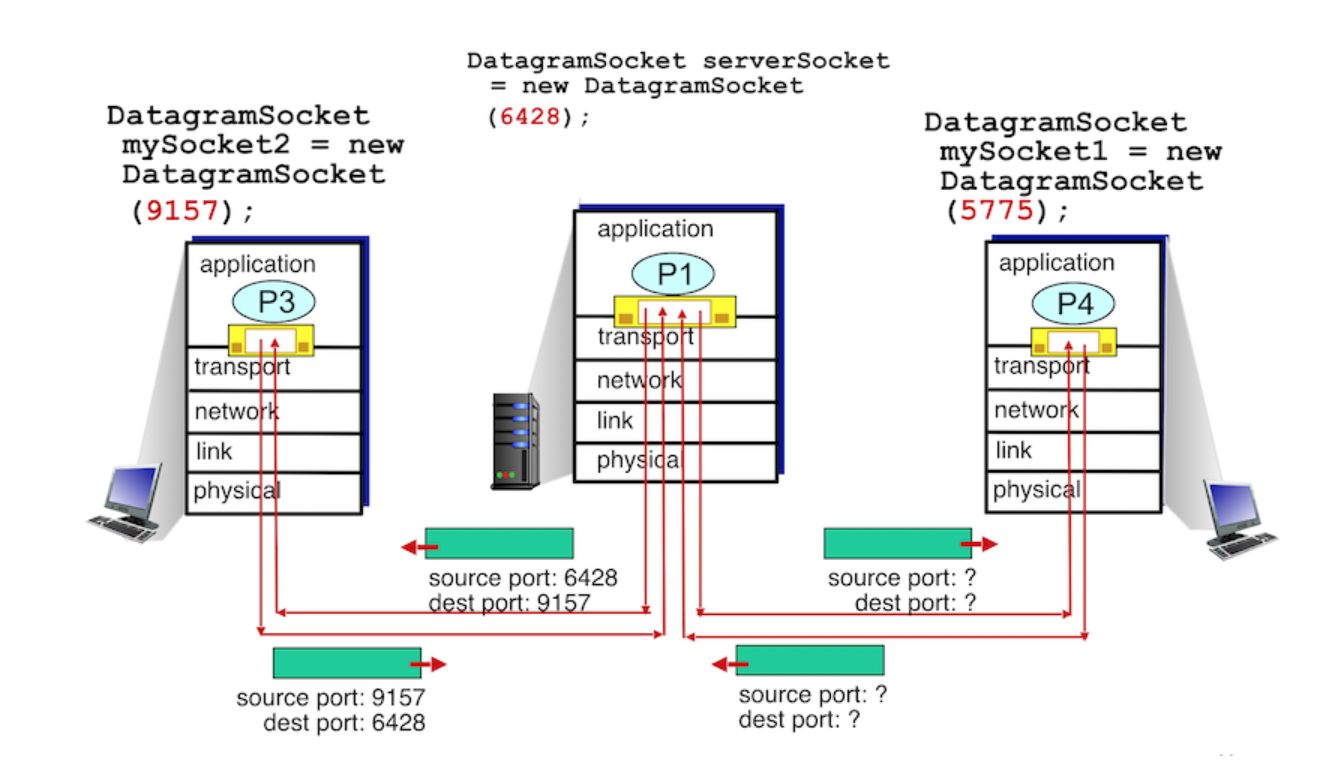 DatagramSocket serverSocket
= new DatagramSocket
(6428);
DatagramSocket
mySocket2 = new
DatagramSocket
(9157);
DatagramSocket
mySocket1 = new
DatagramSocket
(5775);
application
P3
transport
network
link
physical
application
P1
transport
network
link
physical
application
P4
transport
network
link
physical
source port: 6428
dest port: 9157
source port: ?
dest port: ?
source port: 9157
dest port: 6428
source port: ?
dest port: ?